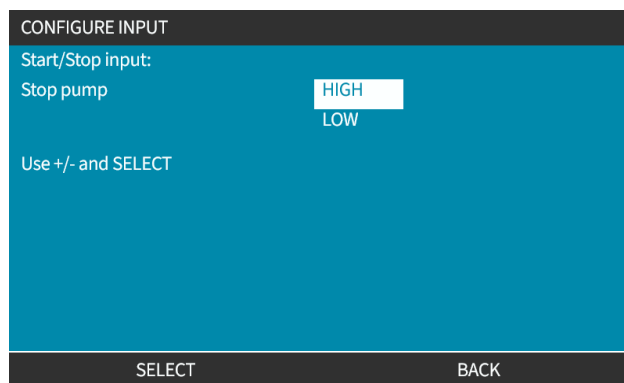 CONFIGURE INPUT
Start/Stop input:
Stop pump HIGH
LOW
Use +/- and SELECT
SELECT BACK